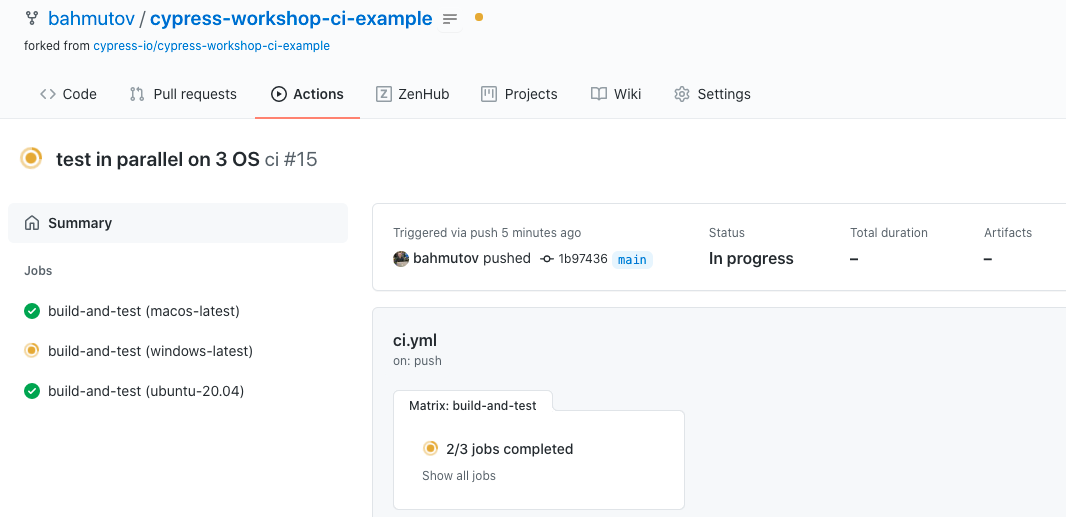 bahmutov / cypress-workshop-ci-example
forked from cypress-io/cypress-workshop-ci-example
Code Pull requests Actions Z ZenHub Projects Wiki Settings
test in parallel on 3 OS ci #15
Summary
Jobs
build-and-test (macos-latest)
build-and-test (windows-latest)
build-and-test (ubuntu-20.04)
Triggered via push 5 minutes ago Status Total duration Artifacts
bahmutov pushed 1b97436 main In progress – –
ci.yml
on: push
Matrix: build-and-test
2/3 jobs completed
Show all jobs